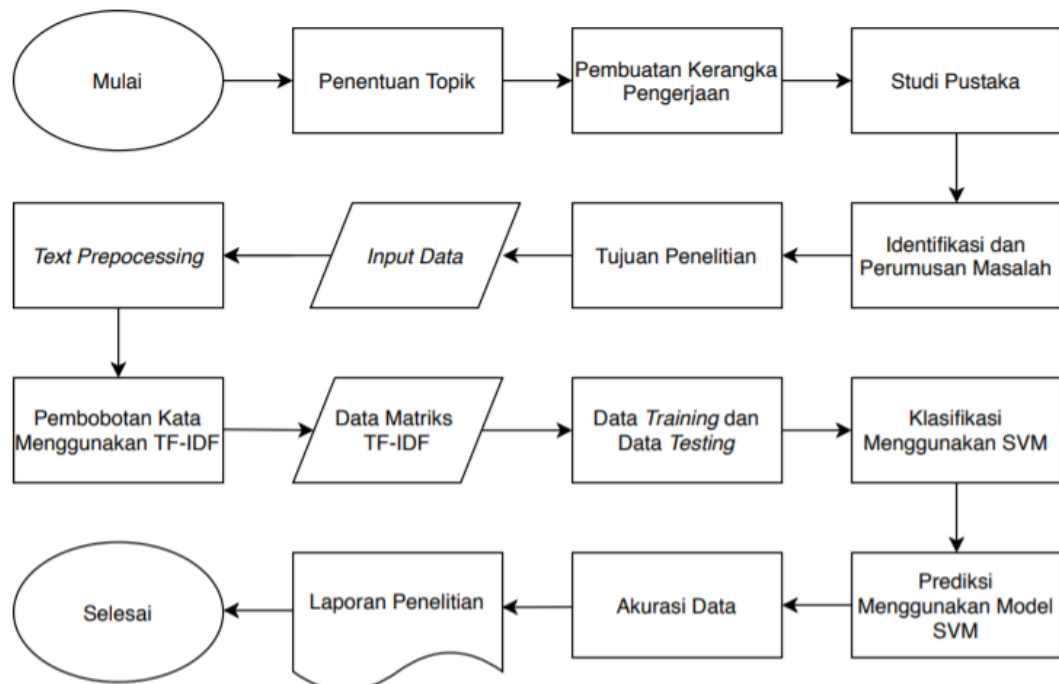 Mulai
Penentuan Topik
Pembuatan Kerangka
Pengerjaan
Studi Pustaka
Identifikasi dan
Perumusan Masalah
Tujuan Penelitian
Input Data
Text Prepocessing
Pembobotan Kata
Menggunakan TF-IDF
Data Matriks
TF-IDF
Data Training dan
Data Testing
Klasifikasi
Menggunakan SVM
Prediksi
Menggunakan Model
SVM
Akurasi Data
Laporan Penelitian
Selesai